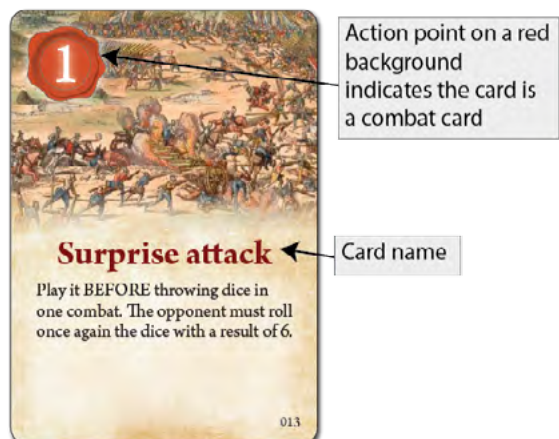 1
Action point on a red
background
indicates the card is
a combat card
Surprise attack
Card name
Play it BEFORE throwing dice in
one combat. The opponent must roll
once again the dice with a result of 6.
013